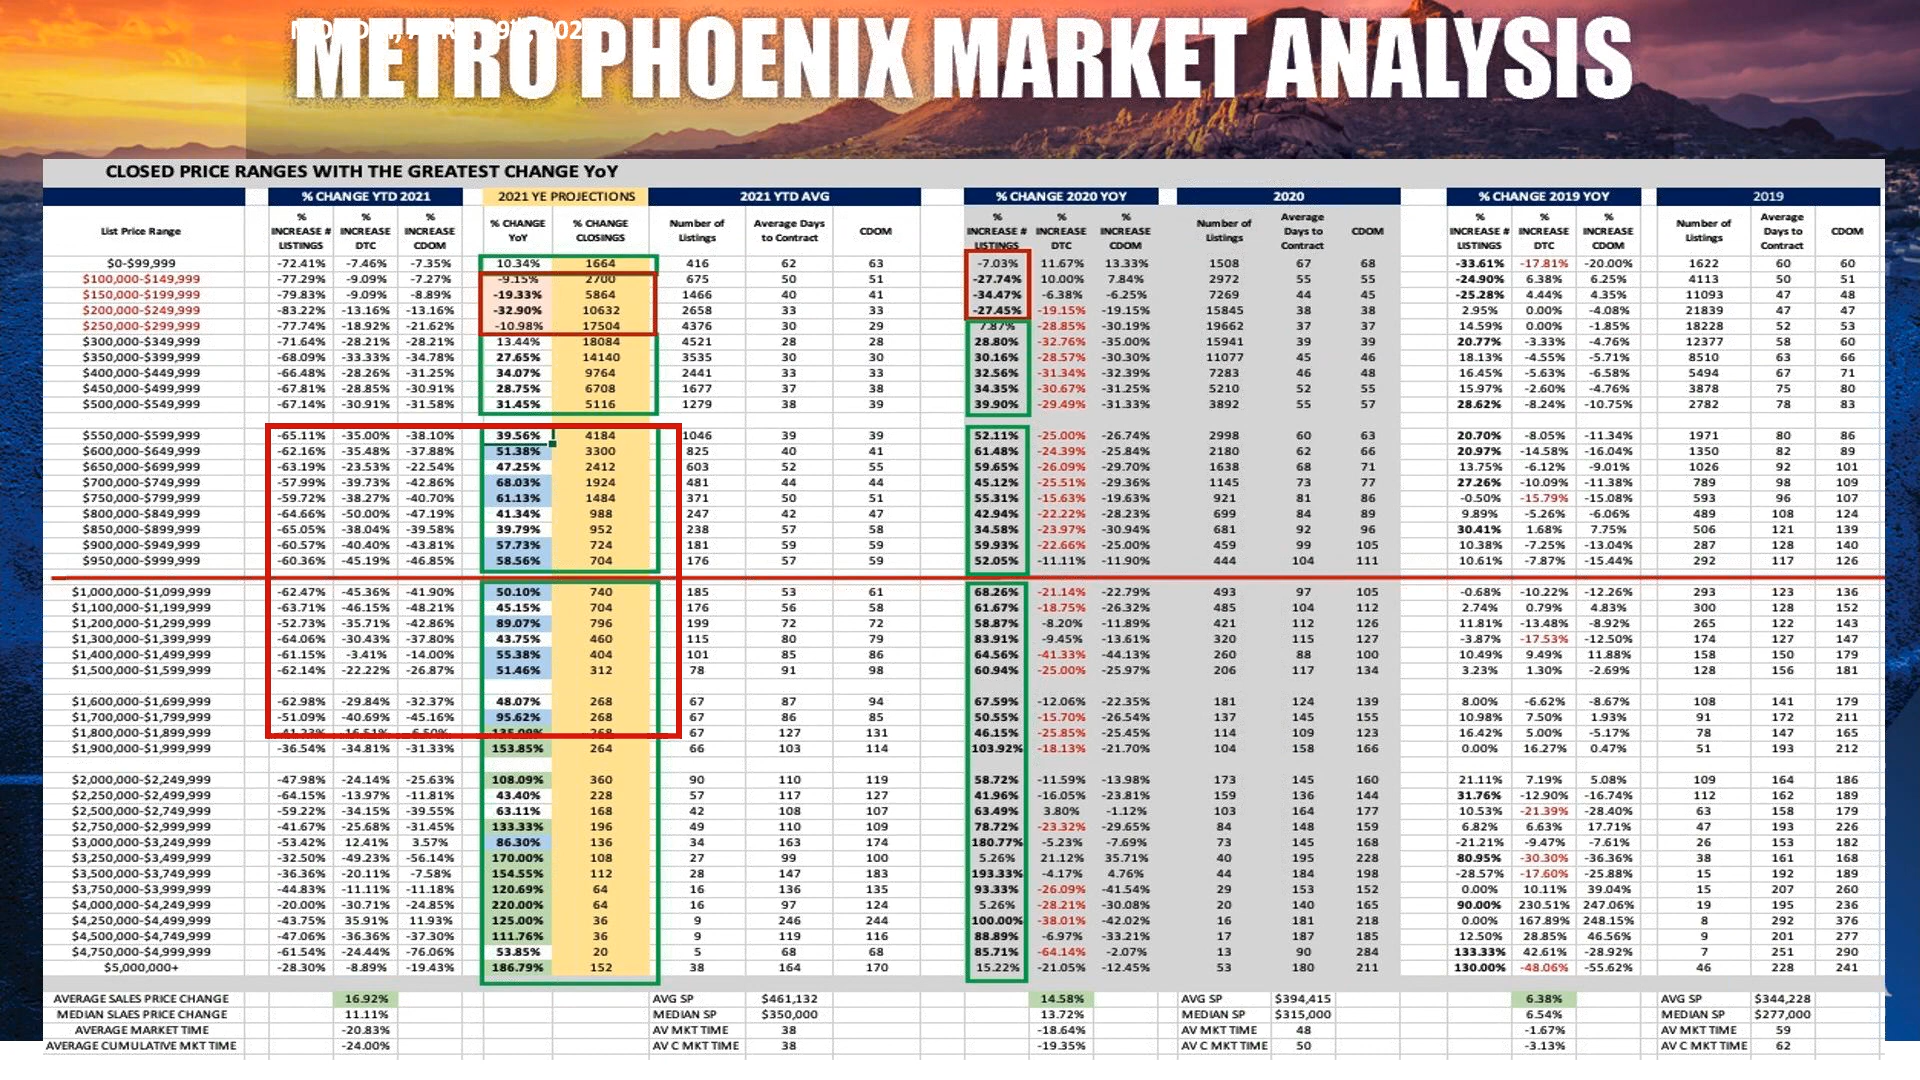 METRO PHOENIX MARKET ANALYSIS
CLOSED PRICE RANGES WITH THE GREATEST CHANGE YoY
% CHANGE YTD 2021 2021 YE PROJECTIONS 2021 YTD AVG % CHANGE 2020 YOY 2020 % CHANGE 2019 YOY 2019
List Price Range % INCREASE # LISTINGS % INCREASE DTC % INCREASE CDOM % CHANGE YoY % CHANGE CLOSINGS Number of Listings Average Days to Contract CDOM % INCREASE # LISTINGS % INCREASE DTC % INCREASE CDOM Number of Listings Average Days to Contract CDOM % INCREASE # LISTINGS % INCREASE DTC % INCREASE CDOM Number of Listings Average Days to Contract CDOM
$0-$99,999 -72.41% -7.46% -7.35% 10.34% 1664 416 62 63 -7.03% 11.67% 13.33% 1508 67 68 -33.61% -17.81% -20.00% 1622 60 60
$100,000-$149,999 -77.29% -9.09% -7.27% -9.15% 2700 675 50 51 -27.74% 10.00% 7.84% 2972 55 55 -24.90% 6.38% 6.25% 4113 50 51
$150,000-$199,999 -79.83% -9.09% -8.89% -19.33% 5864 1466 40 41 -34.47% -6.38% -6.25% 7269 44 45 -25.28% 4.44% 4.35% 11093 47 48
$200,000-$249,999 -83.22% -13.16% -13.16% -32.90% 10632 2658 33 33 -27.45% -19.15% -19.15% 15845 38 38 2.95% 0.00% -4.08% 21839 47 47
$250,000-$299,999 -77.74% -18.92% -21.62% -10.98% 17504 4376 30 29 7.87% -28.85% -30.19% 19662 37 37 14.59% 0.00% -1.85% 18228 52 53
$300,000-$349,999 -71.64% -28.21% -28.21% 13.44% 18084 4521 28 28 28.80% -32.76% -35.00% 15941 39 39 20.77% -3.33% -4.76% 12377 58 60
$350,000-$399,999 -68.09% -33.33% -34.78% 27.65% 14140 3535 30 30 30.16% -28.57% -30.30% 11077 45 46 18.13% -4.55% -5.71% 8510 63 66
$400,000-$449,999 -66.48% -28.26% -31.25% 34.07% 9764 2441 33 33 32.56% -31.34% -32.39% 7283 46 48 16.45% -5.63% -6.58% 5494 67 71
$450,000-$499,999 -67.81% -28.85% -30.91% 28.75% 6708 1677 37 38 34.35% -30.67% -31.25% 5210 52 55 15.97% -2.60% -4.76% 3878 75 80
$500,000-$549,999 -67.14% -30.91% -31.58% 31.45% 5116 1279 38 39 39.90% -29.49% -31.33% 3892 55 57 28.62% -8.24% -10.75% 2782 78 83
$550,000-$599,999 -65.11% -35.00% -38.10% 39.56% 4184 1046 39 39 52.11% -25.00% -26.74% 2998 60 63 20.70% -8.05% -11.34% 1971 80 86
$600,000-$649,999 -62.16% -35.48% -37.88% 51.38% 3300 825 40 41 61.48% -24.39% -25.84% 2180 62 66 20.97% -14.58% -16.04% 1350 82 89
$650,000-$699,999 -63.19% -23.53% -22.54% 47.25% 2412 603 52 55 59.65% -26.09% -29.70% 1638 68 71 13.75% -6.12% -9.01% 1026 92 101
$700,000-$749,999 -57.99% -39.73% -42.86% 68.03% 1924 481 44 44 45.12% -25.51% -29.36% 1145 73 77 27.26% -10.09% -11.38% 789 98 109
$750,000-$799,999 -59.72% -38.27% -40.70% 61.13% 1484 371 50 51 55.31% -15.63% -19.63% 921 81 86 -0.50% -15.79% -15.08% 593 96 107
$800,000-$849,999 -64.66% -50.00% -47.19% 41.34% 988 247 42 47 42.94% -22.22% -28.23% 699 84 89 9.89% -5.26% -6.06% 489 108 124
$850,000-$899,999 -65.05% -38.04% -39.58% 39.79% 952 238 57 58 34.58% -23.97% -30.94% 681 92 96 30.41% 1.68% 7.75% 506 121 139
$900,000-$949,999 -60.57% -40.40% -43.81% 57.73% 724 181 59 59 59.93% -22.66% -25.00% 459 99 105 10.38% -7.25% -13.04% 287 128 140
$950,000-$999,999 -60.36% -45.19% -46.85% 58.56% 704 176 57 59 52.05% -11.11% -11.90% 444 104 111 10.61% -7.87% -15.44% 292 117 126
$1,000,000-$1,099,999 -62.47% -45.36% -41.90% 50.10% 740 185 53 61 68.26% -21.14% -22.79% 493 97 105 -0.68% -10.22% -12.26% 293 123 136
$1,100,000-$1,199,999 -63.71% -46.15% -48.21% 45.15% 704 176 56 58 61.67% -18.75% -26.32% 485 104 112 2.74% 0.79% 4.83% 300 128 152
$1,200,000-$1,299,999 -52.73% -35.71% -42.86% 89.07% 796 199 72 72 58.87% -8.20% -11.89% 421 112 126 11.81% -13.48% -8.92% 265 122 143
$1,300,000-$1,399,999 -64.06% -30.43% -37.80% 43.75% 460 115 80 79 83.91% -9.45% -13.61% 320 115 127 -3.87% -17.53% -12.50% 174 127 147
$1,400,000-$1,499,999 -61.15% -3.41% -14.00% 55.38% 404 101 85 86 64.56% -41.33% -44.13% 260 88 100 10.49% 9.49% 11.88% 158 150 179
$1,500,000-$1,599,999 -62.14% -22.22% -26.87% 51.46% 312 78 91 98 60.94% -25.00% -25.97% 206 117 134 3.23% 1.30% -2.69% 128 156 181
$1,600,000-$1,699,999 -62.98% -29.84% -32.37% 48.07% 268 67 87 94 67.59% -12.06% -22.35% 181 124 139 8.00% -6.62% -8.67% 108 141 179
$1,700,000-$1,799,999 -51.09% -40.69% -45.16% 95.62% 268 67 86 85 50.55% -15.70% -26.54% 137 145 155 10.98% 7.50% 1.93% 91 172 211
$1,800,000-$1,899,999 67 127 131 46.15% -25.85% -25.45% 114 109 123 16.42% 5.00% -5.17% 78 147 165
$1,900,000-$1,999,999 -36.54% -34.81% -31.33% 153.85% 264 66 103 114 103.92% -18.13% -21.70% 104 158 166 0.00% 16.27% 0.47% 51 193 212
$2,000,000-$2,249,999 -47.98% -24.14% -25.63% 108.09% 360 90 110 119 58.72% -11.59% -13.98% 173 145 160 21.11% 7.19% 5.08% 109 164 186
$2,250,000-$2,499,999 -64.15% -13.97% -11.81% 43.40% 228 57 117 127 41.96% -16.05% -23.81% 159 136 144 31.76% -12.90% -16.74% 112 162 189
$2,500,000-$2,749,999 -59.22% -34.15% -39.55% 63.11% 168 42 108 107 63.49% 3.80% -1.12% 103 164 177 10.53% -21.39% -28.40% 63 158 179
$2,750,000-$2,999,999 -41.67% -25.68% -31.45% 133.33% 196 49 110 109 78.72% -23.32% -29.65% 84 148 159 6.82% 6.63% 17.71% 47 193 226
$3,000,000-$3,249,999 -53.42% 12.41% 3.57% 86.30% 136 34 163 174 180.77% -5.23% -7.69% 73 145 168 -21.21% -9.47% -7.61% 26 153 182
$3,250,000-$3,499,999 -32.50% -49.23% -56.14% 170.00% 108 27 99 100 5.26% 21.12% 35.71% 40 195 228 80.95% -30.30% -36.36% 38 161 168
$3,500,000-$3,749,999 -36.36% -20.11% -7.58% 154.55% 112 28 147 183 193.33% -4.17% 4.76% 44 184 198 -28.57% -17.60% -25.88% 15 192 189
$3,750,000-$3,999,999 -44.83% -11.11% -11.18% 120.69% 64 16 136 135 93.33% -26.09% -41.54% 29 153 152 0.00% 10.11% 39.04% 15 207 260
$4,000,000-$4,249,999 -20.00% -30.71% -24.85% 220.00% 64 16 97 124 5.26% -28.21% -30.08% 20 140 165 90.00% 230.51% 247.06% 19 195 236
$4,250,000-$4,499,999 -43.75% 35.91% 11.93% 125.00% 36 9 246 244 100.00% -38.01% -42.02% 16 181 218 0.00% 167.89% 248.15% 8 292 376
$4,500,000-$4,749,999 -47.06% -36.36% -37.30% 111.76% 36 9 119 116 88.89% -6.97% -33.21% 17 187 185 12.50% 28.85% 46.56% 9 201 277
$4,750,000-$4,999,999 -61.54% -24.44% -76.06% 53.85% 20 5 68 68 85.71% -64.14% -2.07% 13 90 284 133.33% 42.61% -28.92% 7 251 290
$5,000,000+ -28.30% -8.89% -19.43% 186.79% 152 38 164 170 15.22% -21.05% -12.45% 53 180 211 130.00% -48.06% -55.62% 46 228 241
AVERAGE SALES PRICE CHANGE 16.92% AVG SP $461,132 14.58% AVG SP $394,415 6.38% AVG SP $344,228
MEDIAN SLAES PRICE CHANGE 11.11% MEDIAN SP $350,000 13.72% MEDIAN SP $315,000 6.54% MEDIAN SP $277,000
AVERAGE MARKET TIME -20.83% AV MKT TIME 38 -18.64% AV MKT TIME 48 -1.67% AV MKT TIME 59
AVERAGE CUMULATIVE MKT TIME -24.00% AV C MKT TIME 38 -19.35% AV C MKT TIME 50 -3.13% AV C MKT TIME 62